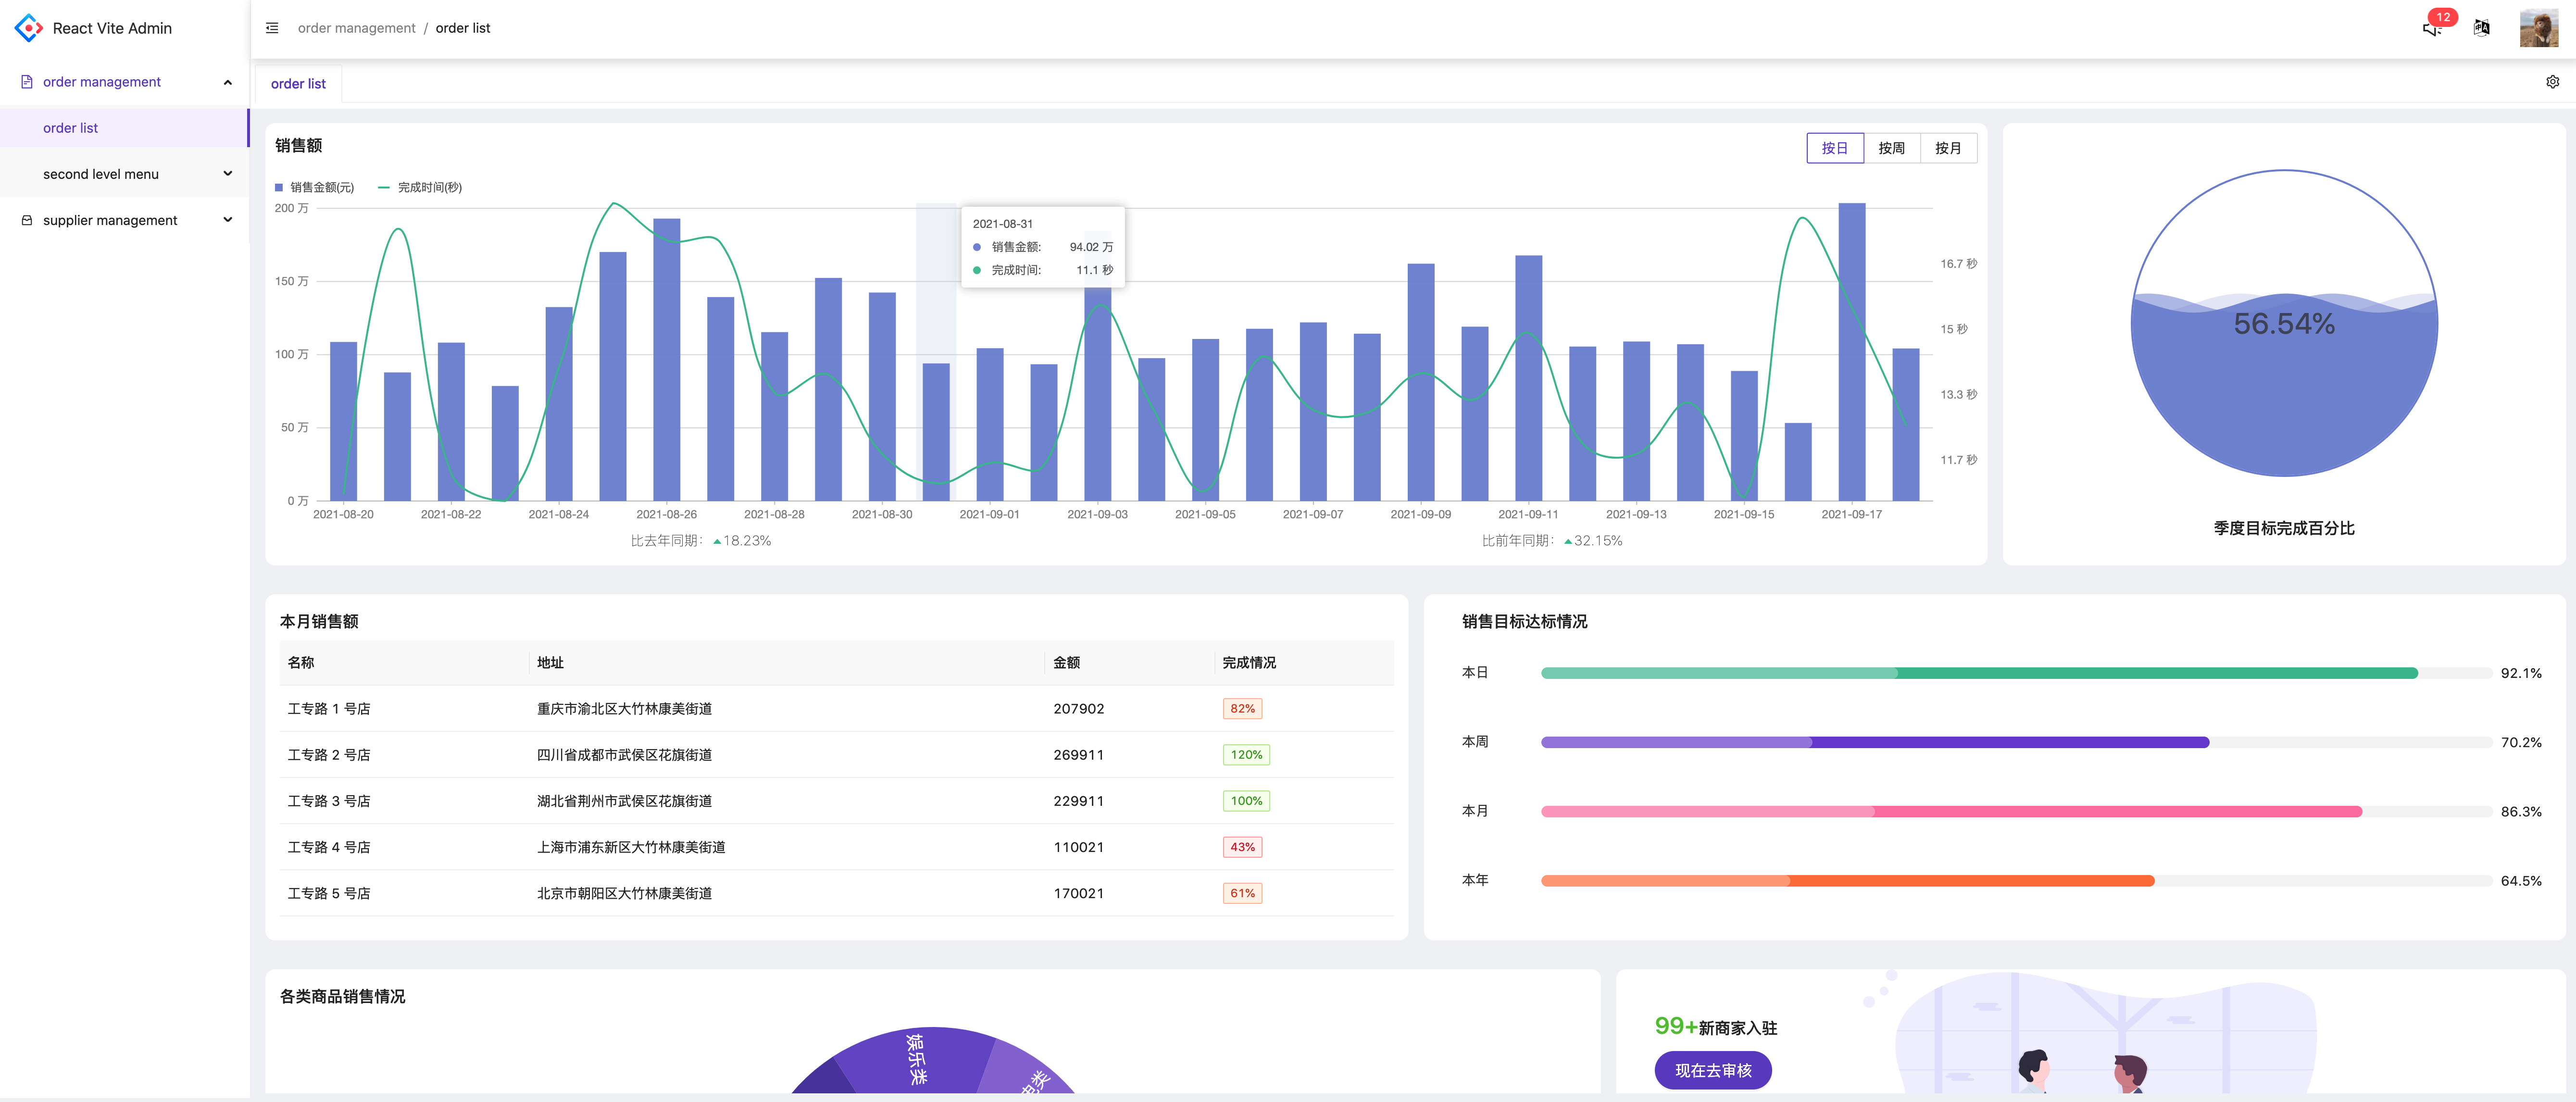 React Vite Admin
order management / order list
12
order management
order list
second level menu
supplier management
order list
销售额
按日 按周 按月
销售金额(元) 完成时间(秒)
200 万
150 万
100 万
50 万
0 万
16.7 秒
15 秒
13.3 秒
11.7 秒
2021-08-31
销售金额: 94.02 万
完成时间: 11.1 秒
2021-08-20 2021-08-22 2021-08-24 2021-08-26 2021-08-28 2021-08-30 2021-09-01 2021-09-03 2021-09-05 2021-09-07 2021-09-09 2021-09-11 2021-09-13 2021-09-15 2021-09-17
比去年同期: 18.23% 比前年同期: 32.15%
56.54%
季度目标完成百分比
本月销售额
名称 地址 金额 完成情况
工专路 1 号店 重庆市渝北区大竹林康美街道 207902 82%
工专路 2 号店 四川省成都市武侯区花旗街道 269911 120%
工专路 3 号店 湖北省荆州市武侯区花旗街道 229911 100%
工专路 4 号店 上海市浦东新区大竹林康美街道 110021 43%
工专路 5 号店 北京市朝阳区大竹林康美街道 170021 61%
销售目标达标情况
本日 92.1%
本周 70.2%
本月 86.3%
本年 64.5%
各类商品销售情况
娱乐类
99+新商家入驻
现在去审核